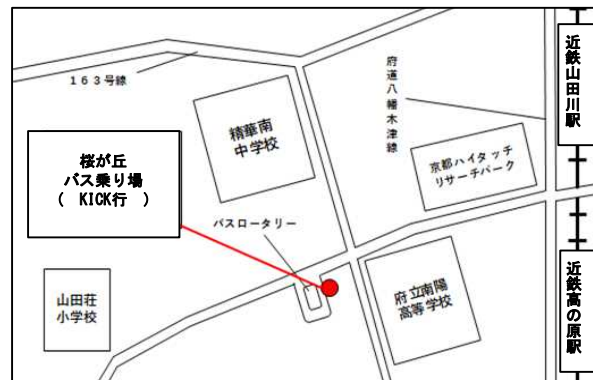 163号線
精華南
中学校
府道八幡木津線
近鉄山田川駅
桜が丘
バス乗り場
( KICK行 )
京都ハイタッチ
リサーチパーク
バスロータリー
山田荘
小学校
府立南陽
高等学校
近鉄高の原駅